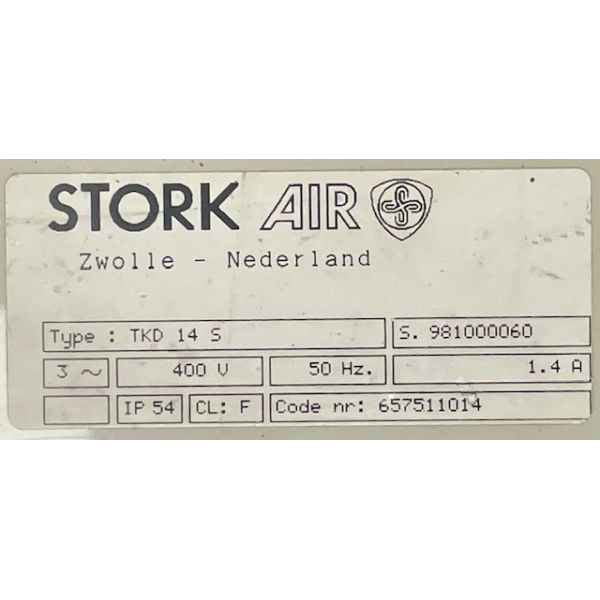 STORK AIR
Zwolle - Nederland
Type : TKD 14 S S. 981000060
3 ~ 400 V 50 Hz. 1.4 A
IP 54 CL: F Code nr: 657511014